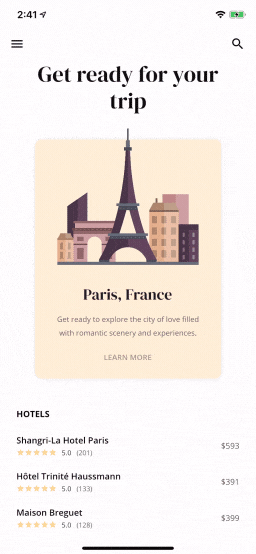 2:41
Get ready for your
trip
Paris, France
Get ready to explore the city of love filled
with romantic scenery and experiences.
LEARN MORE
HOTELS
Shangri-La Hotel Paris
$593
5.0 (201)
Hôtel Trinité Haussmann
$391
5.0 (133)
Maison Breguet
$399
5.0 (128)